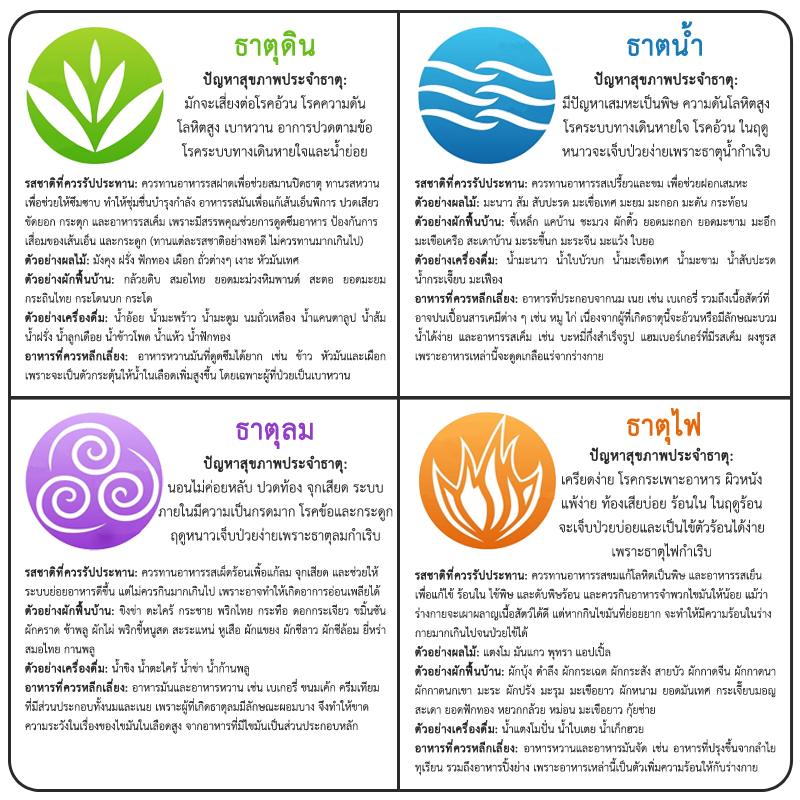 ธาตุดิน
ปัญหาสุขภาพประจำธาตุ:
มักจะเสี่ยงต่อโรคอ้วน โรคความดัน
โลหิตสูง เบาหวาน อาการปวดตามข้อ
โรคระบบทางเดินหายใจและน้ำย่อย
รสชาติที่ควรรัปประทาน: ควรทานอาหารรสฝาดเพื่อช่วยสมานปิดธาตุ ทานรสหวาน
เพื่อช่วยให้ซึมซาบ ทำให้ชุ่มชื่นบำรุงกำลัง อาหารรสมันเพื่อแก้เส้นเอ็นพิการ ปวดเสียว
ขัดยอก กระตุก และอาหารรสเค็ม เพราะมีสรรพคุณช่วยการดูดซึมอาหาร ป้องกันการ
เสื่อมของเส้นเอ็น และกระดูก (ทานแต่ละรสชาติอย่างพอดี ไม่ควรทานมากเกินไป)
ตัวอย่างผลไม้: มังคุง ฝรั่ง ฟักทอง เผือก ถั่วต่างๆ เงาะ หัวมันเทศ
ตัวอย่างผักพื้นบ้าน: กล้วยดิบ สมอไทย ยอดมะม่วงหิมพานต์ สะตอ ยอดมะยม
กระถินไทย กระโดนบก กระโด
ตัวอย่างเครื่องดื่ม: น้ำอ้อย น้ำมะพร้าว น้ำมะตูม นมถั่วเหลือง น้ำแคนตาลูป น้ำส้ม
น้ำฝรั่ง น้ำลูกเดือย น้ำข้าวโพด น้ำแห้ว น้ำฟักทอง
อาหารที่ควรหลีกเลี่ยง: อาหารหวานมันที่ดูดซึมได้ยาก เช่น ข้าว หัวมันและเผือก
เพราะจะเป็นตัวกระตุ้นให้น้ำในเลือดเพิ่มสูงขึ้น โดยเฉพาะผู้ที่ป่วยเป็นเบาหวาน
ธาตน้ำ
ปัญหาสุขภาพประจำธาตุ:
มีปัญหาเสมหะเป็นพิษ ความดันโลหิตสูง
โรคระบบทางเดินหายใจ โรคอ้วน ในฤดู
หนาวจะเจ็บป่วยง่ายเพราะธาตุน้ำกำเริบ
รสชาติที่ควรรัปประทาน: ควรทานอาหารรสเปรี้ยวและขม เพื่อช่วยฝอกเสมหะ
ตัวอย่างผลไม้: มะนาว ส้ม สับปะรด มะเขือเทศ มะยม มะกอก มะดัน กระท้อน
ตัวอย่างผักพื้นบ้าน: ขี้เหล็ก แคบ้าน ชะมวง ผักติ้ว ยอดมะกอก ยอดมะขาม มะอึก
มะเขือเครือ สะเดาบ้าน มะระขี้นก มะระจีน มะแว้ง ใบยอ
ตัวอย่างเครื่องดื่ม: น้ำมะนาว น้ำใบบัวบก น้ำมะเขือเทศ น้ำมะขาม น้ำสับปะรด
น้ำกระเจี๊ยบ มะเฟือง
อาหารที่ควรหลีกเลี่ยง: อาหารที่ประกอบจากนม เนย เช่น เบเกอรี่ รวมถึงเนื้อสัตว์ที่
อาจปนเปื้อนสารเคมีต่าง ๆ เช่น หมู ไก่ เนื่องจากผู้ที่เกิดธาตุนี้จะอ้วนหรือมีลักษณะบวม
น้ำได้ง่าย และอาหารรสเค็ม เช่น บะหมี่กึ่งสำเร็จรูป แฮมเบอร์เกอร์ที่มีรสเค็ม ผงชูรส
เพราะอาหารเหล่านี้จะดูดเกลือแร่จากร่างกาย
ธาตุลม
ปัญหาสุขภาพประจำธาตุ:
นอนไม่ค่อยหลับ ปวดท้อง จุกเสียด ระบบ
ภายในมีความเป็นกรดมาก โรคข้อและกระดูก
ฤดูหนาวเจ็บป่วยง่ายเพราะธาตุลมกำเริบ
รสชาติที่ควรรัปประทาน: ควรทานอาหารรสเผ็ดร้อนเพื่อแก้ลม จุกเสียด และช่วยให้
ระบบย่อยอาหารดีขึ้น แต่ไม่ควรกินมากเกินไป เพราะอาจทำให้เกิดอาการอ่อนเพลียได้
ตัวอย่างผักพื้นบ้าน: ขิงข่า ตะไคร้ กระชาย พริกไทย กระทือ ดอกกระเจียว ขมิ้นชัน
ผักคราด ช้าพลู ผักไผ่ พริกขี้หนูสด สะระแหน่ หูเสือ ผักแขยง ผักชีลาว ผักชีล้อม ยี่หร่า
สมอไทย กานพลู
ตัวอย่างเครื่องดื่ม: น้ำขิง น้ำตะไคร้ น้ำข่า น้ำก้านพลู
อาหารที่ควรหลีกเลี่ยง: อาหารมันและอาหารหวาน เช่น เบเกอรี่ ขนมเค้ก ครีมเทียม
ที่มีส่วนประกอบทั้งนมและเนย เพราะผู้ที่เกิดธาตุลมมีลักษณะผอมบาง จึงทำให้ขาด
ความระวังในเรื่องของไขมันในเลือดสูง จากอาหารที่มีไขมันเป็นส่วนประกอบหลัก
ธาตุไฟ
ปัญหาสุขภาพประจำธาตุ:
เครียดง่าย โรคกระเพาะอาหาร ผิวหนัง
แพ้ง่าย ท้องเสียบ่อย ร้อนใน ในฤดูร้อน
จะเจ็บป่วยบ่อยและเป็นไข้ตัวร้อนได้ง่าย
เพราะธาตุไฟกำเริบ
รสชาติที่ควรรัปประทาน: ควรทานอาหารรสขมแก้โลหิตเป็นพิษ และอาหารรสเย็น
เพื่อแก้ไข้ ร้อนใน ไข้พิษ และดับพิษร้อน และควรกินอาหารจำพวกไขมันให้น้อย แม้ว่า
ร่างกายจะเผาผลาญเนื้อสัตว์ได้ดี แต่หากกินไขมันที่ย่อยยาก จะทำให้มีความร้อนในร่าง
กายมากเกินไปจนป่วยไข้ได้
ตัวอย่างผลไม้: แตงโม มันแกว พุทรา แอปเปิ้ล
ตัวอย่างผักพื้นบ้าน: ผักบุ้ง ตำลึง ผักกระเฉด ผักกระสัง สายบัว ผักกาดจีน ผักกาดนา
ผักกาดนกเขา มะระ ผักปรัง มะรุม มะเขือยาว ผักหนาม ยอดมันเทศ กระเจี๊ยบมอญ
สะเดา ยอดฟักทอง หยวกกล้วย หม่อน มะเขือยาว กุ้ยช่าย
ตัวอย่างเครื่องดื่ม: น้ำแตงโมปั่น น้ำใบเตย น้ำเก็กฮวย
อาหารที่ควรหลีกเลี่ยง: อาหารหวานและอาหารมันจัด เช่น อาหารที่ปรุงขึ้นจากลำไย
ทุเรียน รวมถึงอาหารปิ้งย่าง เพราะอาหารเหล่านี้เป็นตัวเพิ่มความร้อนให้กับร่างกาย